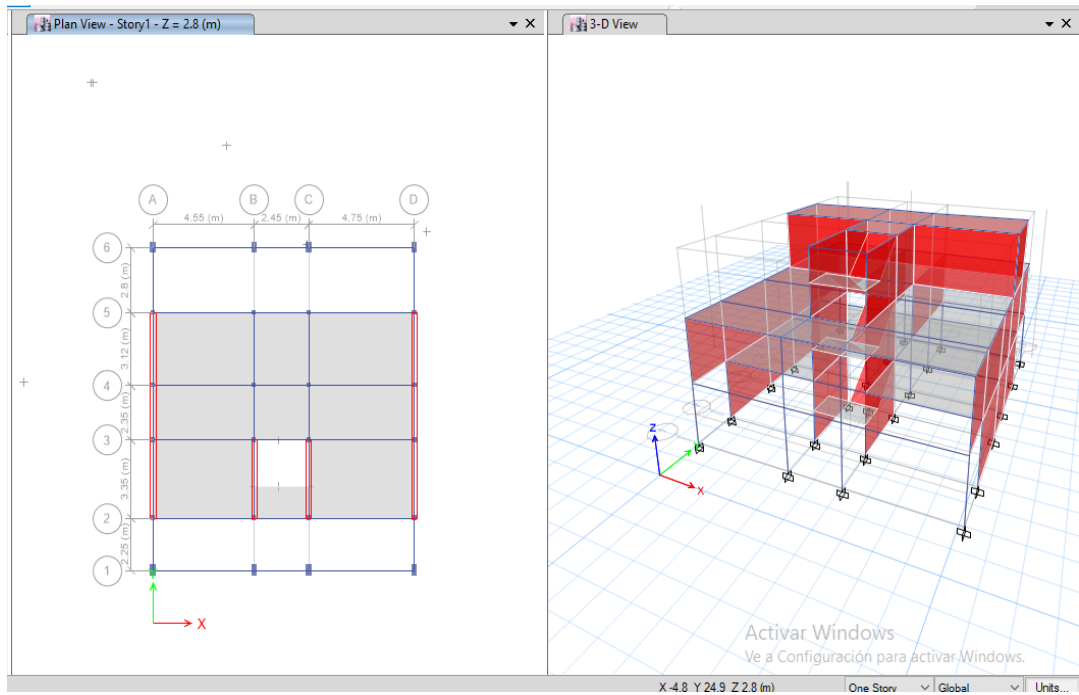 Plan View - Story1 - Z = 2.8 (m)
3-D View
A B C D
4.55 (m) 2.45 (m) 4.75 (m)
6
2.8 (m)
5
3.12 (m)
4
2.35 (m)
3
3.35 (m)
2
2.25 (m)
1
X
Z
X
Activar Windows
Ve a Configuración para activar Windows.
X -4.8 Y 24.9 Z 2.8 (m)
One Story
Global
Units...